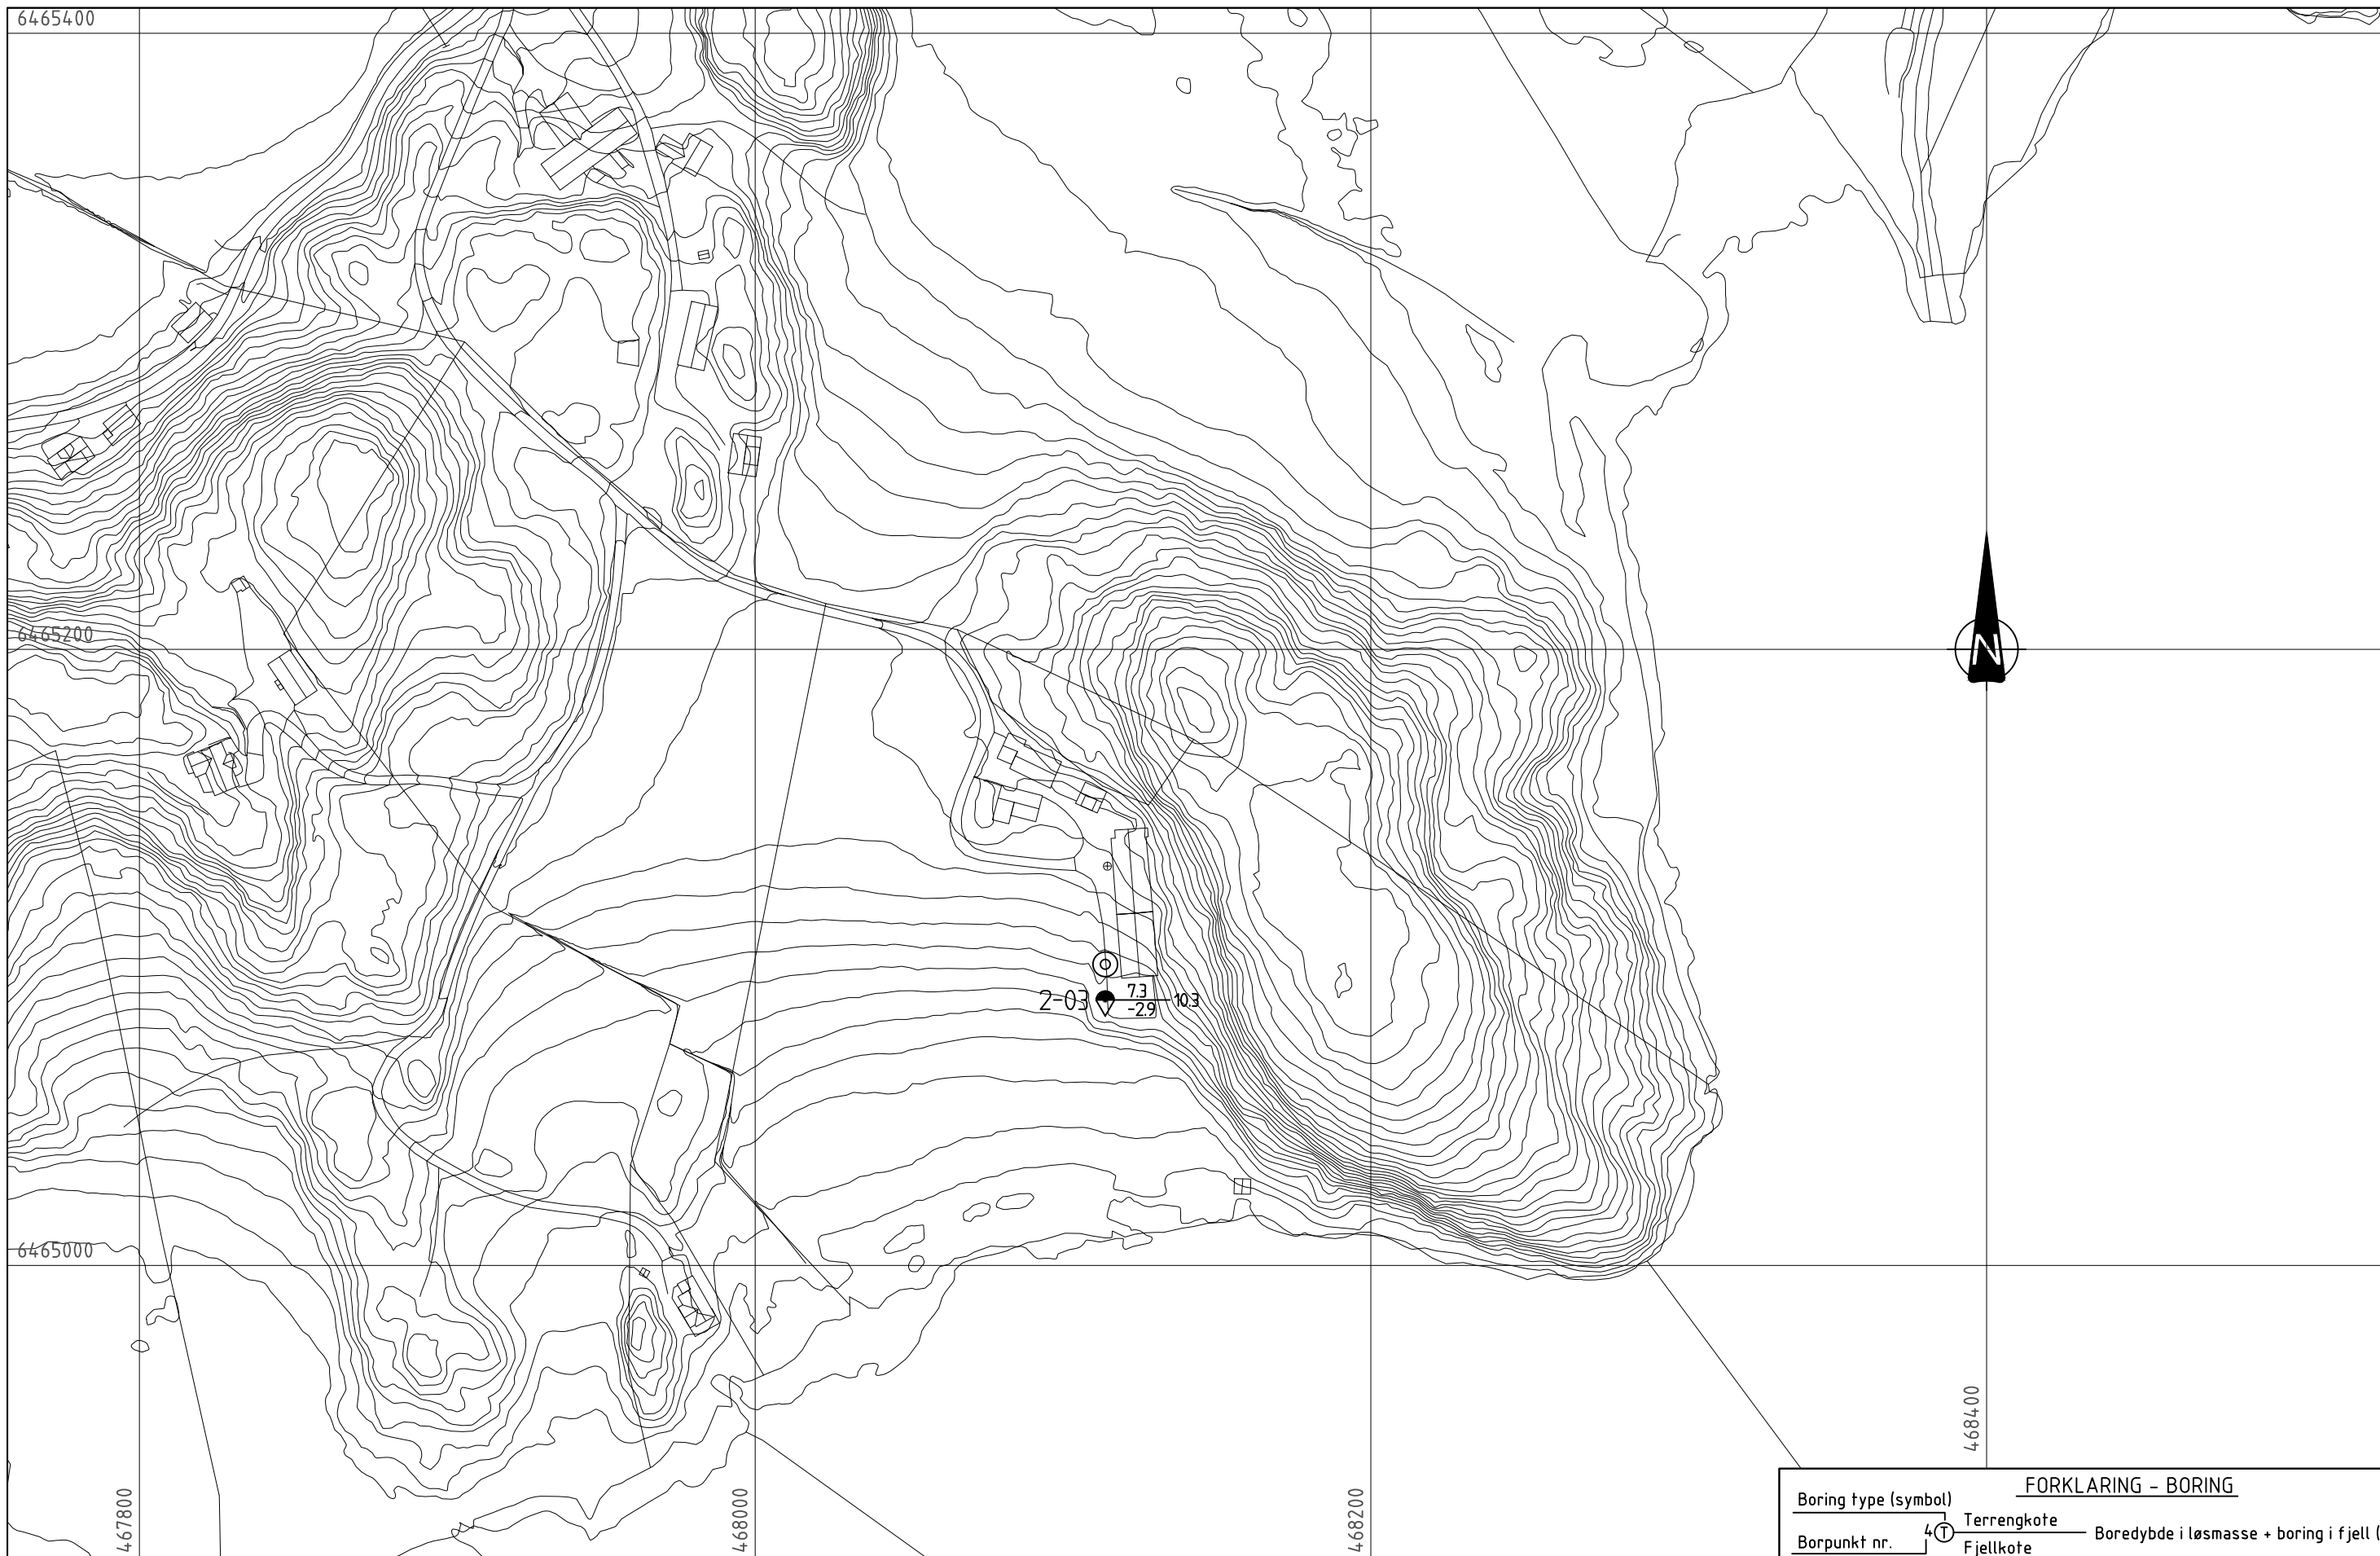 6465400
6465200
N
2-03 7.3 10.3
-2.9
6465000
467800
468000
468200
468400
FORKLARING - BORING
Boring type (symbol)
Terrengkote
4 T Boredybde i løsmasse + boring i fjell (
Borpunkt nr.
Fjellkote